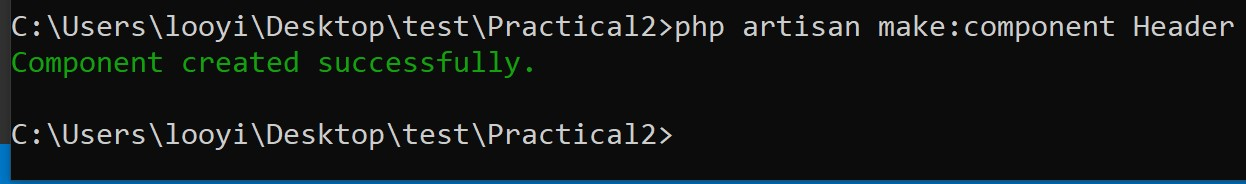 C:\Users\looyi\Desktop\test\Practical2>php artisan make:component Header
Component created successfully.
C:\Users\looyi\Desktop\test\Practical2>